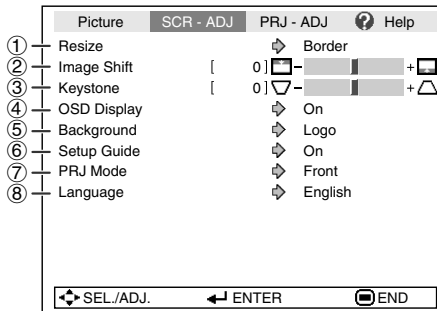 Picture SCR - ADJ PRJ - ADJ ? Help
① Resize Border
② Image Shift [ 0 ] - +
③ Keystone [ 0 ] - +
④ OSD Display On
⑤ Background Logo
⑥ Setup Guide On
⑦ PRJ Mode Front
⑧ Language English
SEL./ADJ. ENTER END